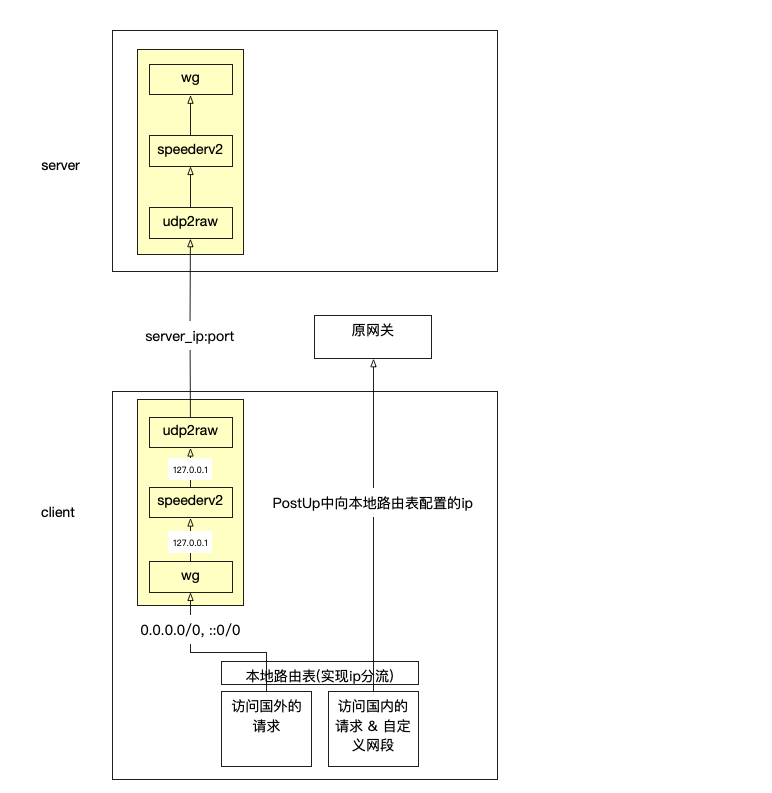 wg
speederv2
server
udp2raw
server_ip:port
原网关
udp2raw
127.0.0.1
speederv2
PostUp中向本地路由表配置的ip
client
127.0.0.1
wg
0.0.0.0/0, ::0/0
本地路由表(实现ip分流)
访问国外的
请求
访问国内的
请求 & 自定
义网段